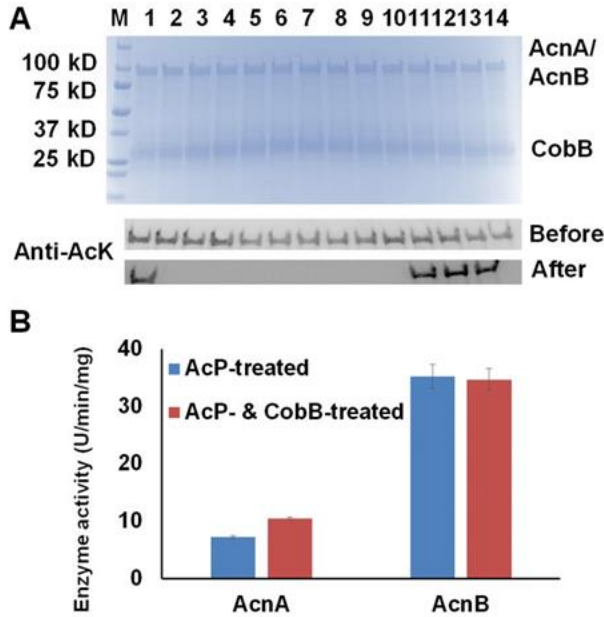 A
M 1 2 3 4 5 6 7 8 9 10 11 12 13 14
100 kD
75 kD
37 kD
25 kD
AcnA/
AcnB
CobB
Anti-AcK
Before
After
B
Enzyme activity (U/min/mg)
40
30
20
10
0
AcP-treated
AcP- & CobB-treated
AcnA
AcnB